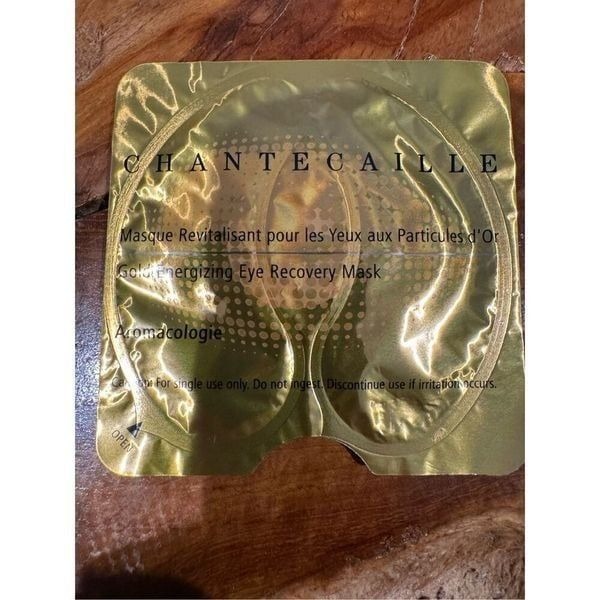 CHANTECAILLE
Masque Revitalisant pour les Yeux aux Particules d'Or
Gold Energizing Eye Recovery Mask
Aromacologie
Caution: For single use only. Do not ingest. Discontinue use if irritation occurs.
OPEN